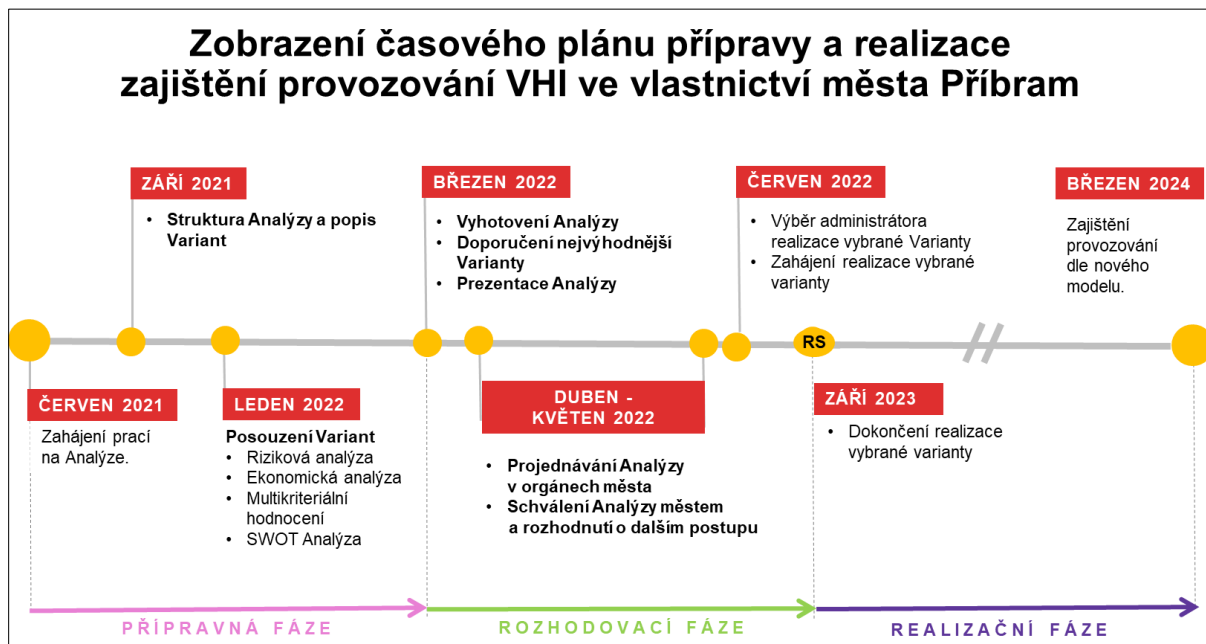 Zobrazení časového plánu přípravy a realizace
zajištění provozování VHI ve vlastnictví města Příbram
ZÁŘÍ 2021
• Struktura Analýzy a popis
Variant
BŘEZEN 2022
• Vyhotovení Analýzy
• Doporučení nejvýhodnější
Varianty
• Prezentace Analýzy
ČERVEN 2022
• Výběr administrátora
realizace vybrané Varianty
• Zahájení realizace vybrané
varianty
BŘEZEN 2024
Zajištění
provozování
dle nového
modelu.
RS
ČERVEN 2021
Zahájení prací
na Analýze.
LEDEN 2022
Posouzení Variant
• Riziková analýza
• Ekonomická analýza
• Multikriteriální
hodnocení
• SWOT Analýza
DUBEN -
KVĚTEN 2022
• Projednávání Analýzy
v orgánech města
• Schválení Analýzy městem
a rozhodnutí o dalším postupu
ZÁŘÍ 2023
• Dokončení realizace
vybrané varianty
PŘÍPRAVNÁ FÁZE
ROZHODOVACÍ FÁZE
REALIZAČNÍ FÁZE